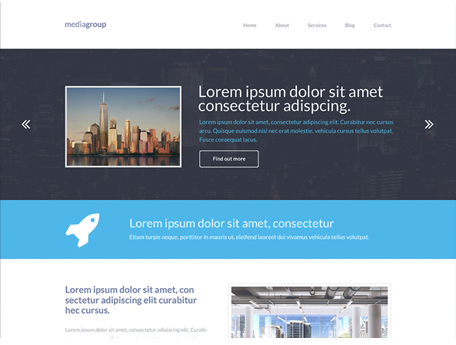 mediagroup
Home About Services Blog Contact
Lorem ipsum dolor sit amet
consectetur adispcing.
Lorem ipsum dolor sit amet, consectetur adipiscing elit. Curabitur nec cursus
arcu. Quisque euismod nisi nec erat molestie, vehicula cursus tellus volutpat.
Fusce consequat lacus.
Find out more
Lorem ipsum dolor sit amet, consectetur
Etiam turpis neque, porttitor in mauris ut, eleifend laoreet dui vivamus vehicula volutpat.
Lorem ipsum dolor sit amet, con
sectetur adipiscing elit curabitur
hec cursus.
Lorem ipsum dolor sit amet, consectetur adipiscing elit. Curabi